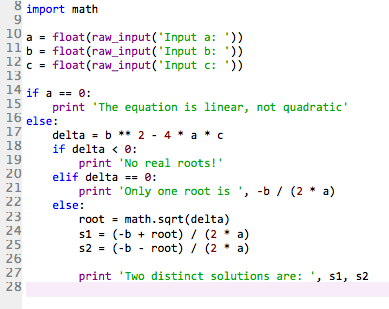 8 import math
9
10 a = float(raw_input('Input a: '))
11 b = float(raw_input('Input b: '))
12 c = float(raw_input('Input c: '))
13
14 if a == 0:
15     print 'The equation is linear, not quadratic'
16 else:
17     delta = b ** 2 - 4 * a * c
18     if delta < 0:
19         print 'No real roots!'
20     elif delta == 0:
21         print 'Only one root is ', -b / (2 * a)
22     else:
23         root = math.sqrt(delta)
24         s1 = (-b + root) / (2 * a)
25         s2 = (-b - root) / (2 * a)
26
27         print 'Two distinct solutions are: ', s1, s2
28